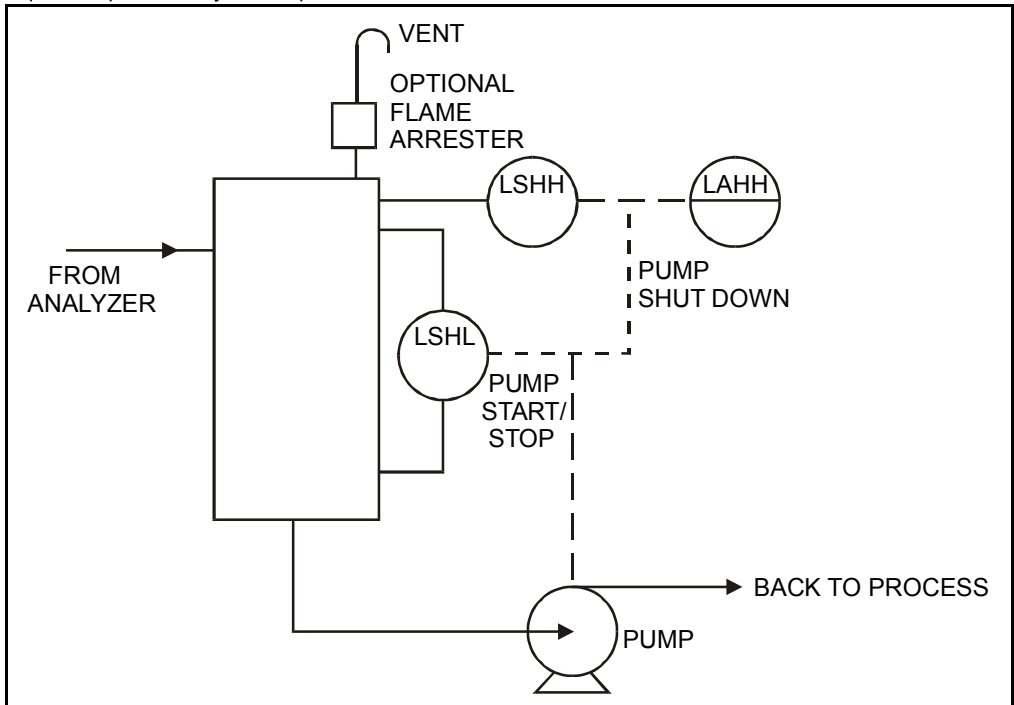 VENT
OPTIONAL
FLAME
ARRESTER
LSHH
LAHH
FROM
ANALYZER
PUMP
SHUT DOWN
LSHL
PUMP
START/
STOP
BACK TO PROCESS
PUMP